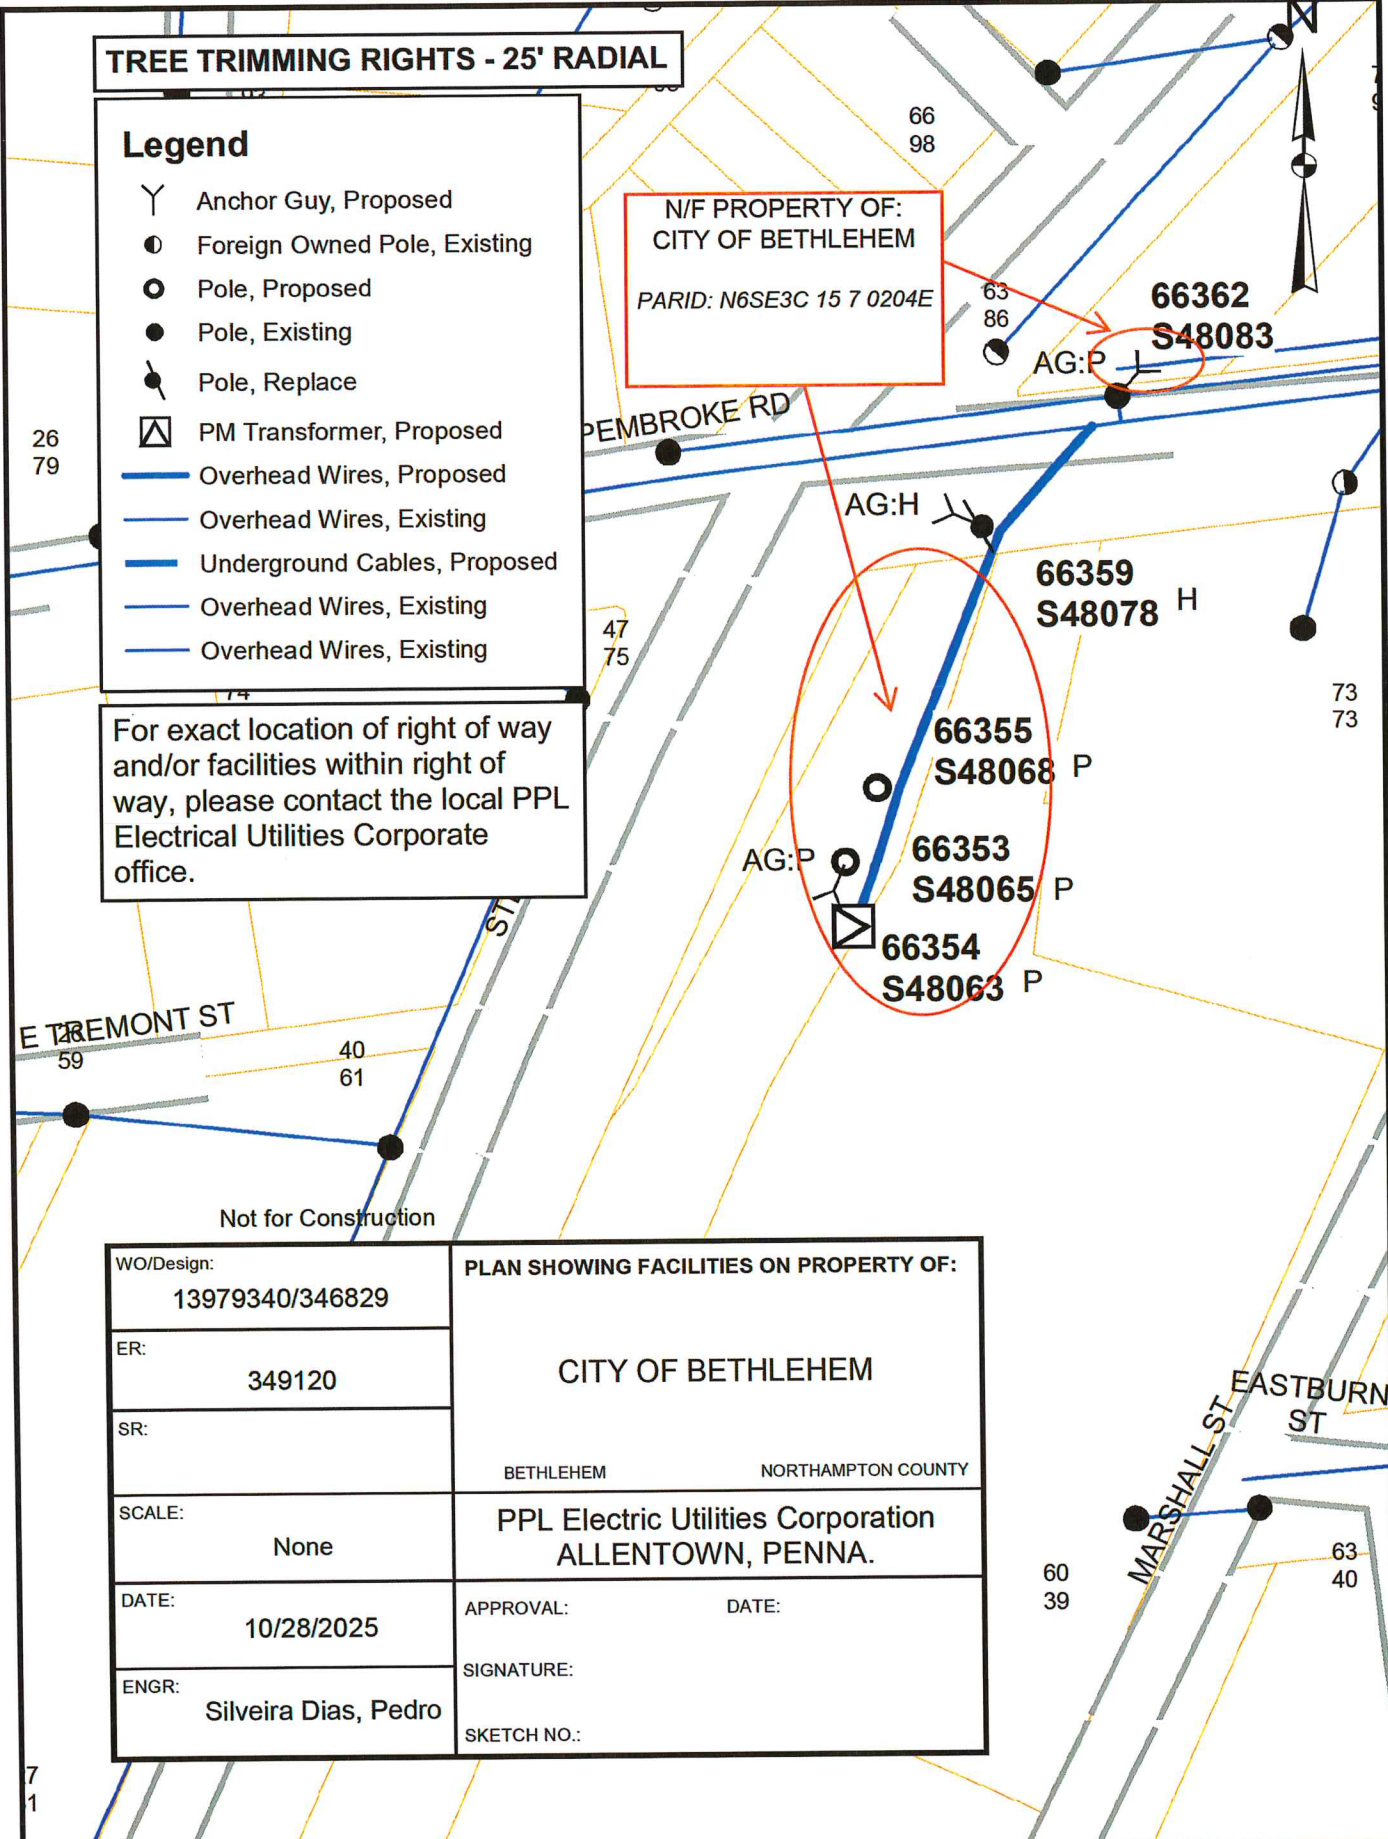 TREE TRIMMING RIGHTS - 25' RADIAL
N
66
98
Legend
Anchor Guy, Proposed
Foreign Owned Pole, Existing
Pole, Proposed
Pole, Existing
Pole, Replace
PM Transformer, Proposed
Overhead Wires, Proposed
Overhead Wires, Existing
Underground Cables, Proposed
Overhead Wires, Existing
Overhead Wires, Existing
N/F PROPERTY OF:
CITY OF BETHLEHEM
PARID: N6SE3C 15 7 0204E
63
86
66362
S48083
AG:P
PEMBROKE RD
26
79
AG:H
66359
S48078 H
47
75
74
73
73
For exact location of right of way
and/or facilities within right of
way, please contact the local PPL
Electrical Utilities Corporate
office.
66355
S48068 P
AG:P
66353
S48065 P
66354
S48063 P
E TREMONT ST
59
40
61
Not for Construction
WO/Design:
13979340/346829
ER:
349120
SR:
SCALE:
None
DATE:
10/28/2025
ENGR:
Silveira Dias, Pedro
PLAN SHOWING FACILITIES ON PROPERTY OF:
CITY OF BETHLEHEM
BETHLEHEM NORTHAMPTON COUNTY
PPL Electric Utilities Corporation
ALLENTOWN, PENNA.
APPROVAL: DATE:
SIGNATURE:
SKETCH NO.:
EASTBURN
ST
MARSHALL ST
60
39
63
40